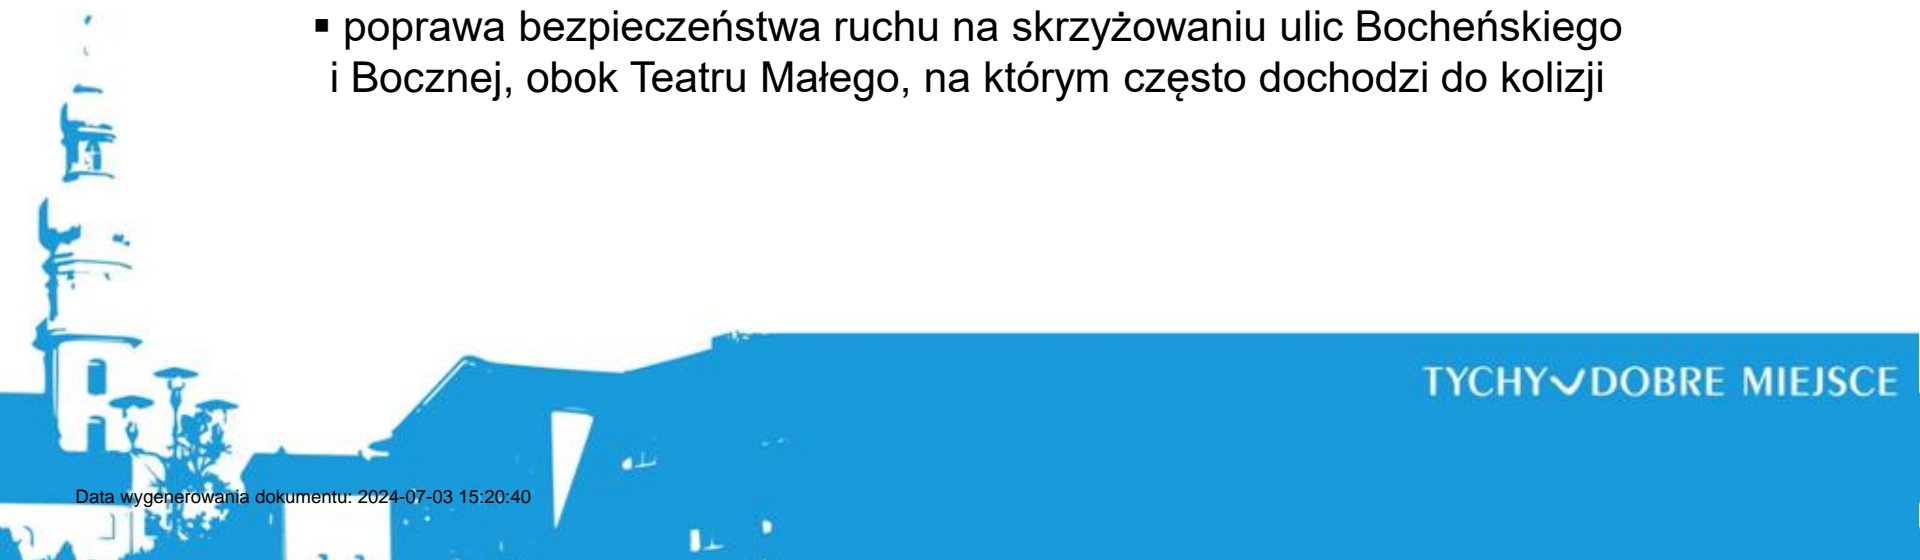 ▪ poprawa bezpieczeństwa ruchu na skrzyżowaniu ulic Bocheńskiego
i Bocznej, obok Teatru Małego, na którym często dochodzi do kolizji
TYCHY DOBRE MIEJSCE
Data wygenerowania dokumentu: 2024-07-03 15:20:40